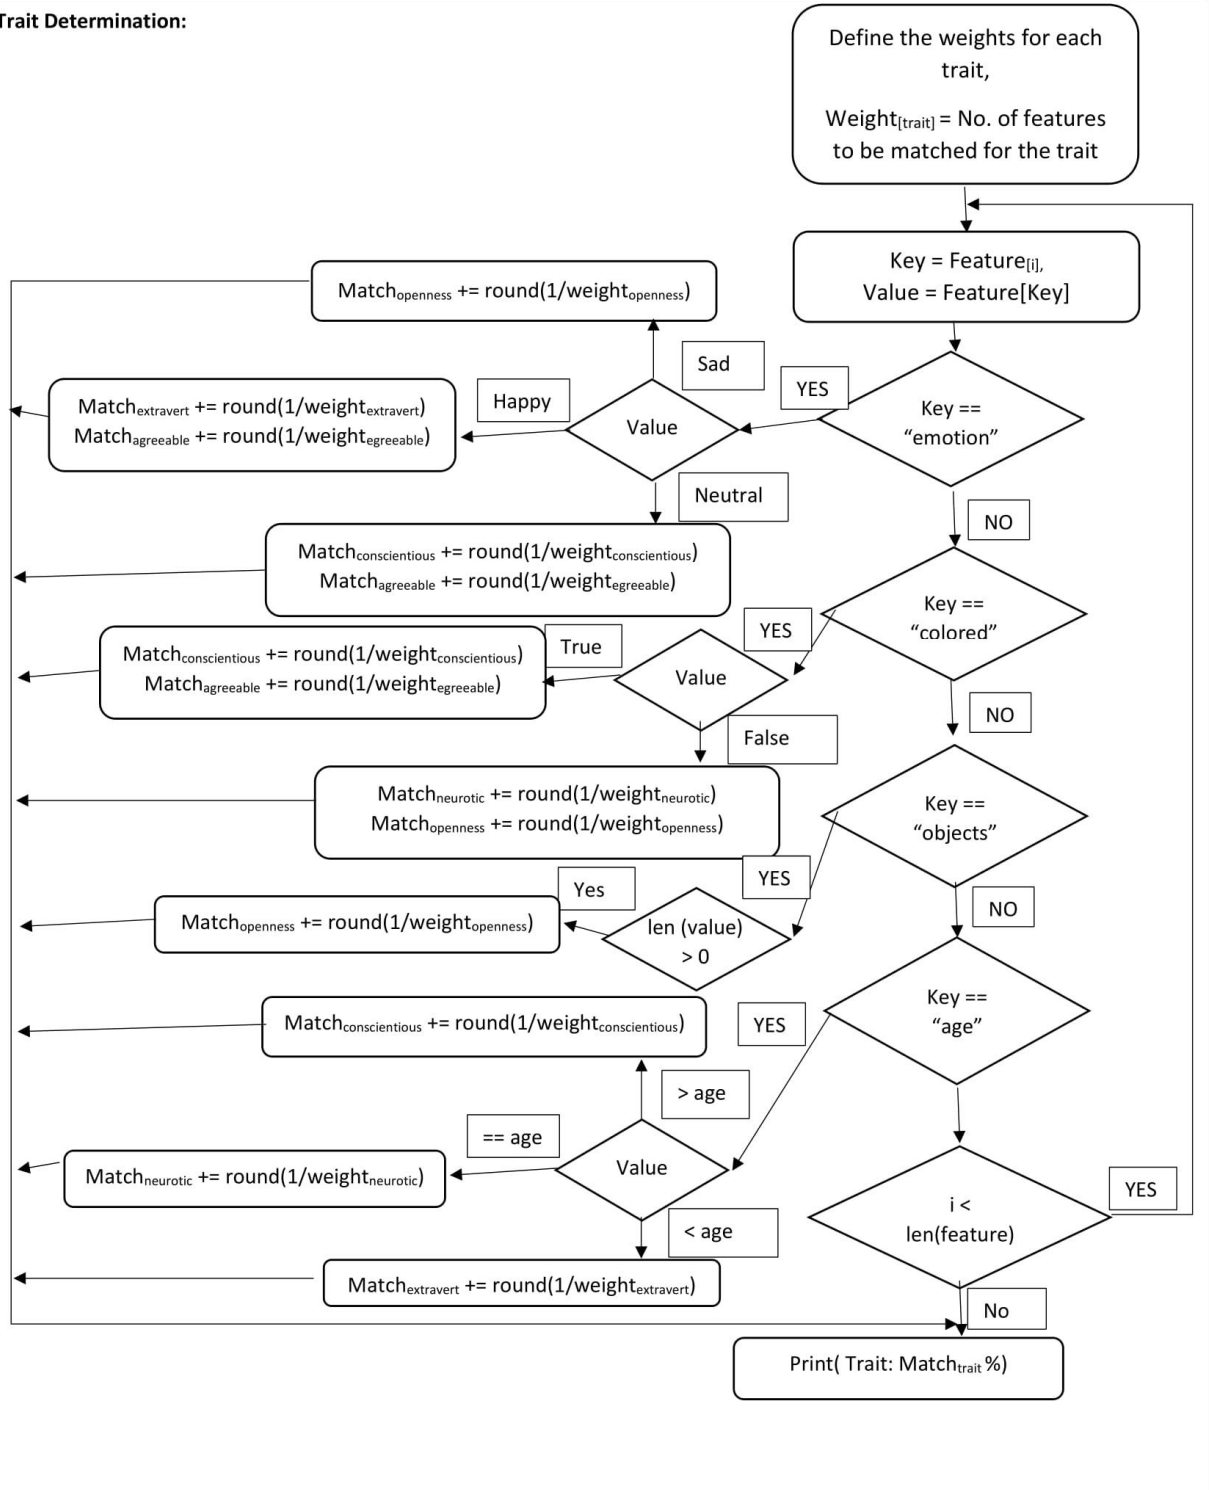 Trait Determination:
Define the weights for each
trait,
Weight[trait] = No. of features
to be matched for the trait
Key = Feature[i],
Value = Feature[Key]
Matchopenness += round(1/weightopenness)
Sad
YES
Key ==
“emotion”
Happy
Value
Matchextravert += round(1/weightextravert)
Matchagreeable += round(1/weightegreeable)
Neutral
NO
Matchconscientious += round(1/weightconscientious)
Matchagreeable += round(1/weightegreeable)
Key ==
“colored”
YES
True
Value
Matchconscientious += round(1/weightconscientious)
Matchagreeable += round(1/weightegreeable)
NO
False
Matchneurotic += round(1/weightneurotic)
Matchopenness += round(1/weightopenness)
Key ==
“objects”
YES
Yes
len (value)
> 0
Matchopenness += round(1/weightopenness)
NO
Key ==
“age”
YES
Matchconscientious += round(1/weightconscientious)
> age
== age
Value
Matchneurotic += round(1/weightneurotic)
< age
Matchextravert += round(1/weightextravert)
i <
len(feature)
YES
No
Print( Trait: Matchtrait %)